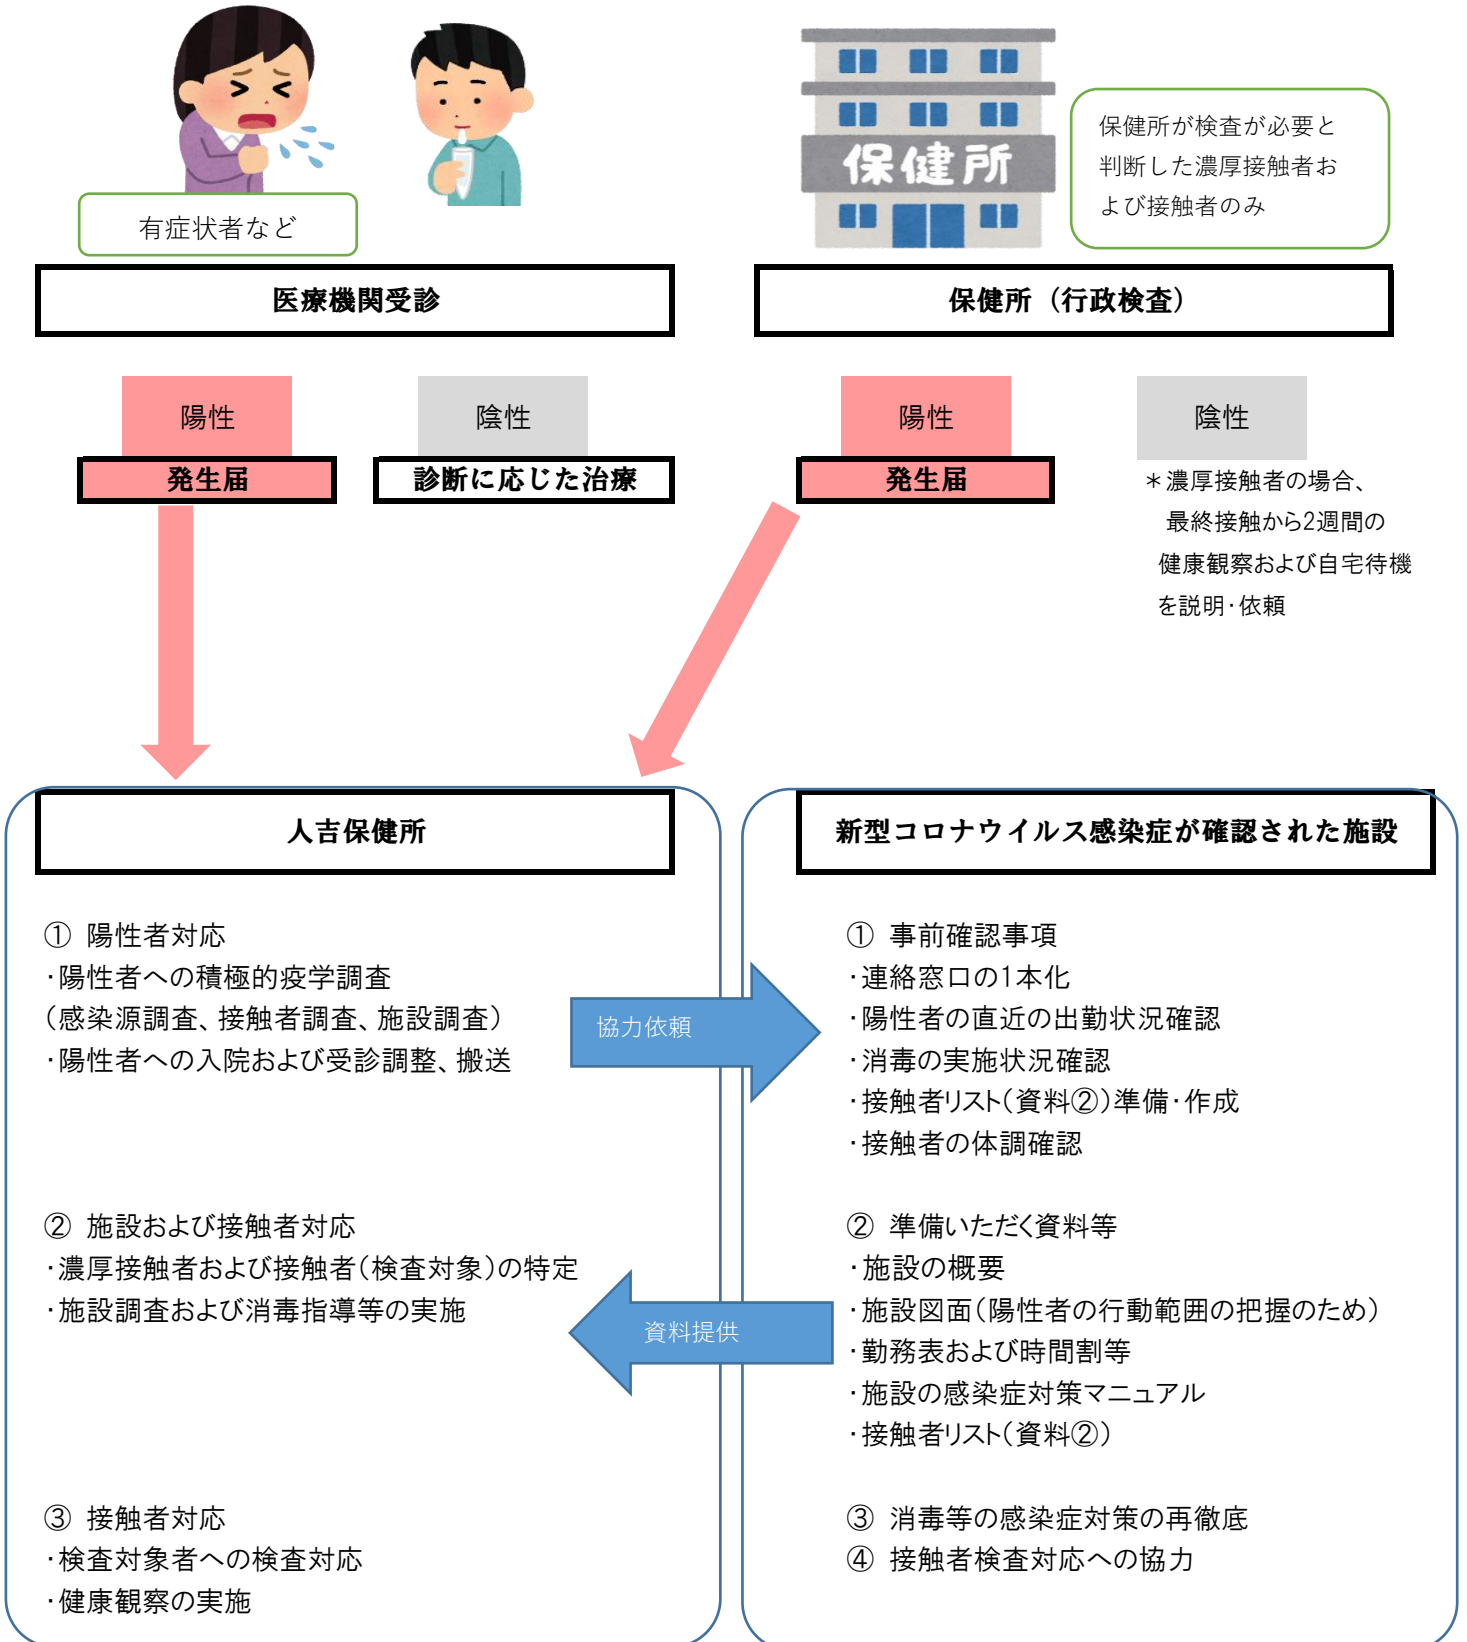 保健所
保健所が検査が必要と
判断した濃厚接触者お
よび接触者のみ
有症状者など
医療機関受診
保健所（行政検査）
陽性
陰性
陽性
陰性
発生届
診断に応じた治療
発生届
＊濃厚接触者の場合、
最終接触から2週間の
健康観察および自宅待機
を説明･依頼
人吉保健所
① 陽性者対応
･陽性者への積極的疫学調査
（感染源調査、接触者調査、施設調査）
･陽性者への入院および受診調整、搬送
② 施設および接触者対応
･濃厚接触者および接触者（検査対象）の特定
･施設調査および消毒指導等の実施
③ 接触者対応
･検査対象者への検査対応
･健康観察の実施
協力依頼
資料提供
新型コロナウイルス感染症が確認された施設
① 事前確認事項
･連絡窓口の1本化
･陽性者の直近の出勤状況確認
･消毒の実施状況確認
･接触者リスト（資料②）準備･作成
･接触者の体調確認
② 準備いただく資料等
･施設の概要
･施設図面（陽性者の行動範囲の把握のため）
･勤務表および時間割等
･施設の感染症対策マニュアル
･接触者リスト（資料②）
③ 消毒等の感染症対策の再徹底
④ 接触者検査対応への協力